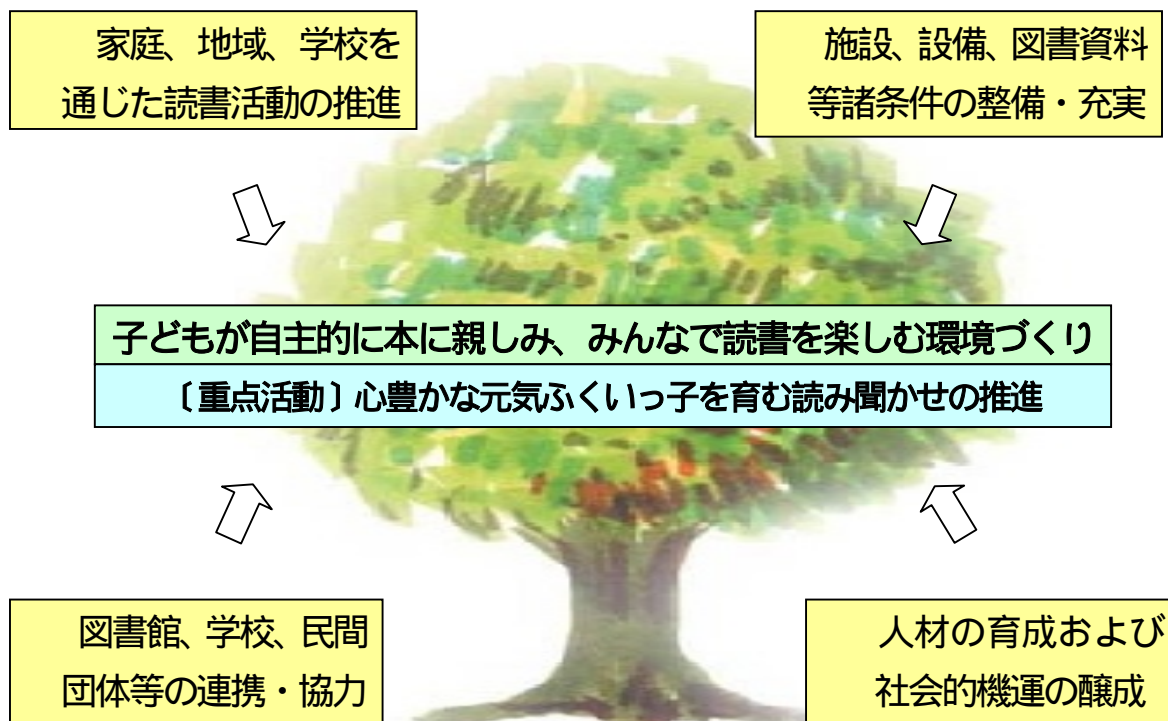 家庭、地域、学校を
通じた読書活動の推進
施設、設備、図書資料
等諸条件の整備・充実
子どもが自主的に本に親しみ、みんなで読書を楽しむ環境づくり
〔重点活動〕心豊かな元気ふくいっ子を育む読み聞かせの推進
図書館、学校、民間
団体等の連携・協力
人材の育成および
社会的機運の醸成